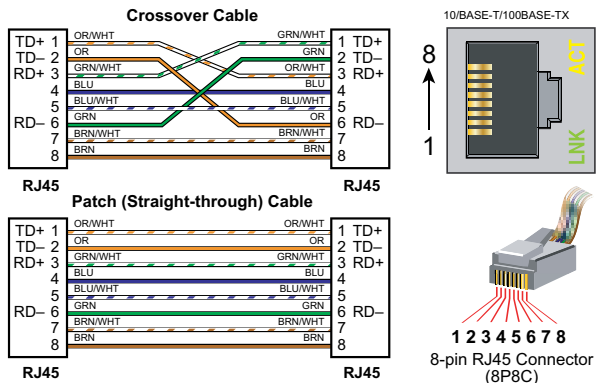 Crossover Cable
TD+ 1 OR/WHT GRN/WHT 1 TD+
TD– 2 OR GRN 2 TD–
RD+ 3 GRN/WHT OR/WHT 3 RD+
4 BLU BLU 4
5 BLU/WHT BLU/WHT 5
RD– 6 GRN OR 6 RD–
7 BRN/WHT BRN/WHT 7
8 BRN BRN 8
RJ45 RJ45
10/BASE-T/100BASE-TX
8
1
ACT
LNK
Patch (Straight-through) Cable
TD+ 1 OR/WHT OR/WHT 1 TD+
TD– 2 OR OR 2 TD–
RD+ 3 GRN/WHT GRN/WHT 3 RD+
4 BLU BLU 4
5 BLU/WHT BLU/WHT 5
RD– 6 GRN GRN 6 RD–
7 BRN/WHT BRN/WHT 7
8 BRN BRN 8
RJ45 RJ45
1 2 3 4 5 6 7 8
8-pin RJ45 Connector
(8P8C)